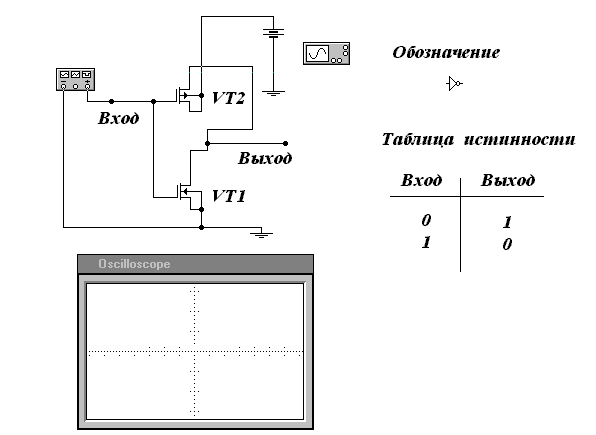 Обозначение
VT2
Вход
Таблица истинности
Выход
Вход Выход
VT1
0 1
1 0
Oscilloscope